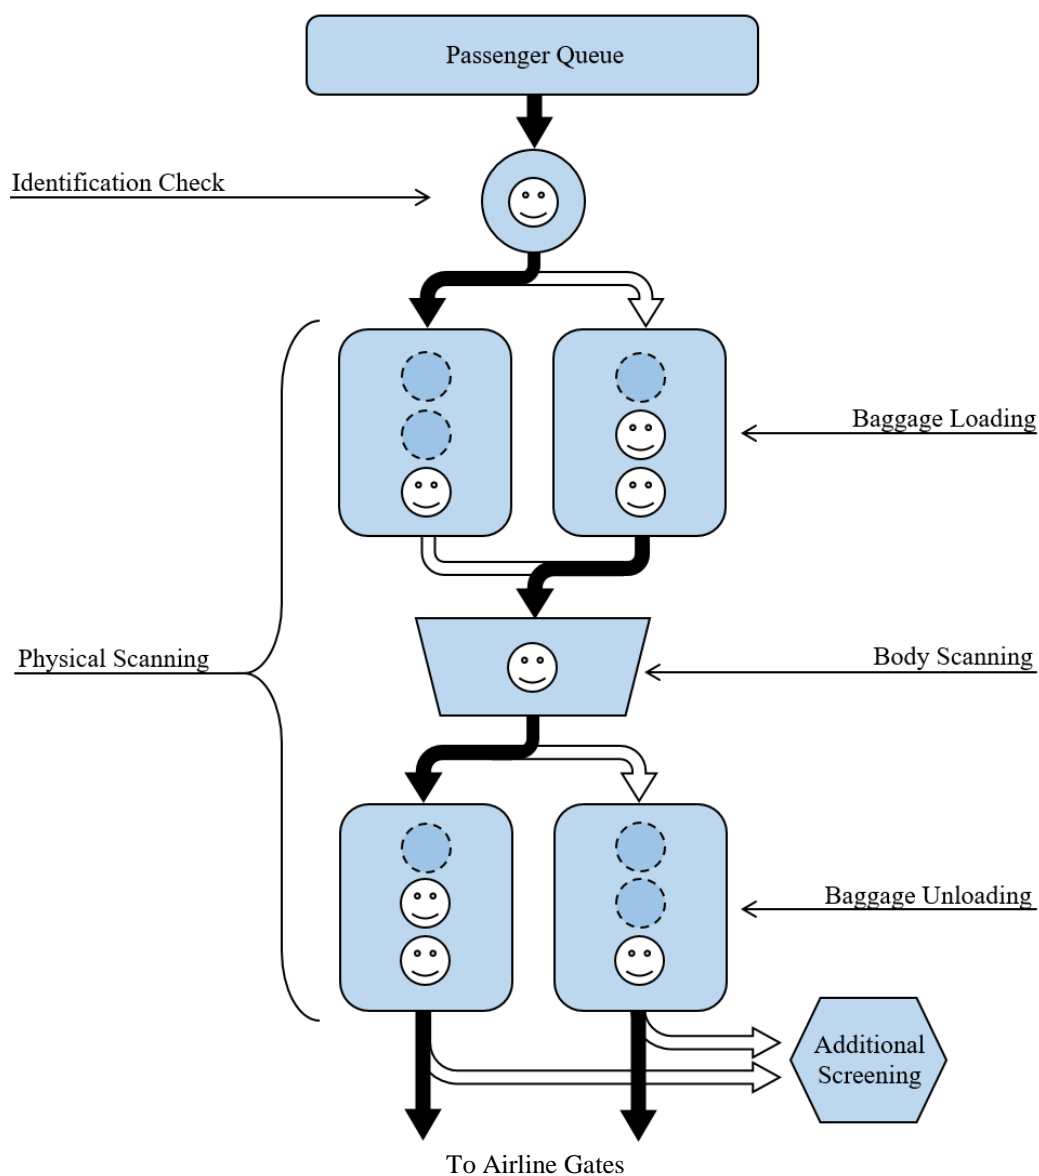 Passenger Queue
Identification Check
Baggage Loading
Physical Scanning
Body Scanning
Baggage Unloading
Additional
Screening
To Airline Gates